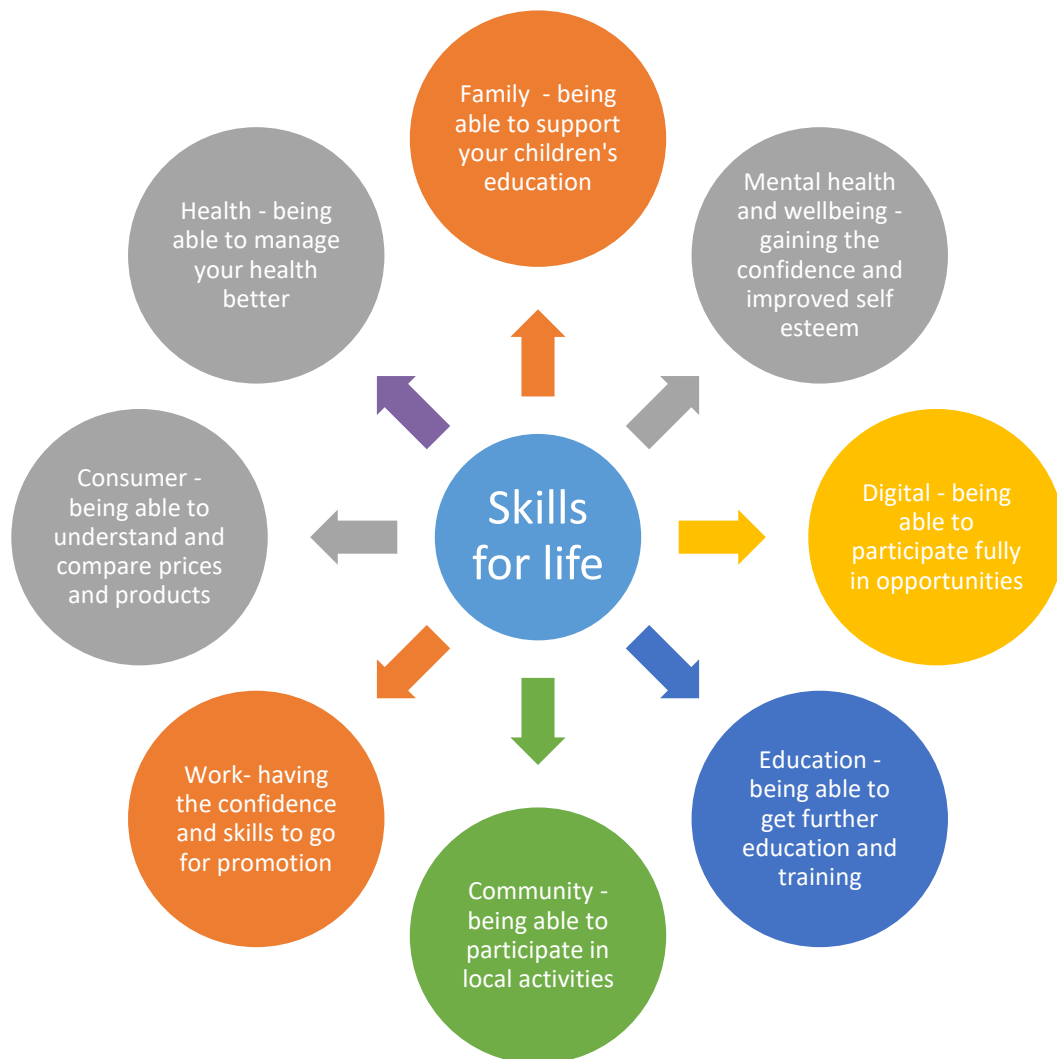 Family  - being
able to support
your children's
education
Mental health
and wellbeing -
gaining the
confidence and
improved self
esteem
Digital - being
able to
participate fully
in opportunities
Education -
being able to
get further
education and
training
Community -
being able to
participate in
local activities
Work- having
the confidence
and skills to go
for promotion
Consumer -
being able to
understand and
compare prices
and products
Health - being
able to manage
your health
better
Skills
for life